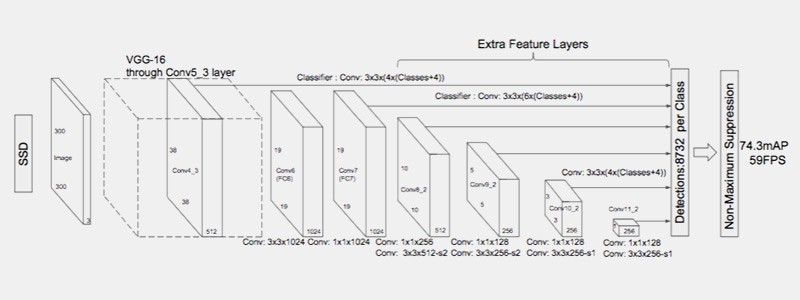 Extra Feature Layers
VGG-16
through Conv5_3 layer
Classifier : Conv: 3x3x(4x(Classes+4))
Classifier : Conv: 3x3x(6x(Classes+4))
SSD
300
Image
300
3
38
Conv4_3
38
512
19
Conv6
(FC6)
19
1024
19
Conv7
(FC7)
19
1024
10
Conv8_2
10
512
5
Conv9_2
5
256
Conv: 3x3x(4x(Classes+4))
3
Conv10_2
3
256
Conv11_2
256
Conv: 3x3x1024
Conv: 1x1x1024
Conv: 1x1x256
Conv: 3x3x512-s2
Conv: 1x1x128
Conv: 3x3x256-s2
Conv: 1x1x128
Conv: 3x3x256-s1
Conv: 1x1x128
Conv: 3x3x256-s1
Detections:8732 per Class
Non-Maximum Suppression
74.3mAP
59FPS